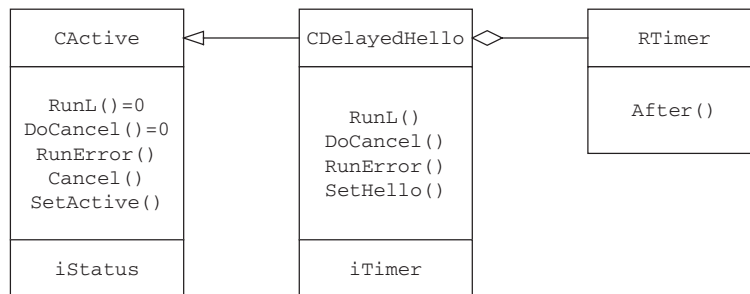 CActive
RunL()=0
DoCancel()=0
RunError()
Cancel()
SetActive()
iStatus
CDelayedHello
RunL()
DoCancel()
RunError()
SetHello()
iTimer
RTimer
After()